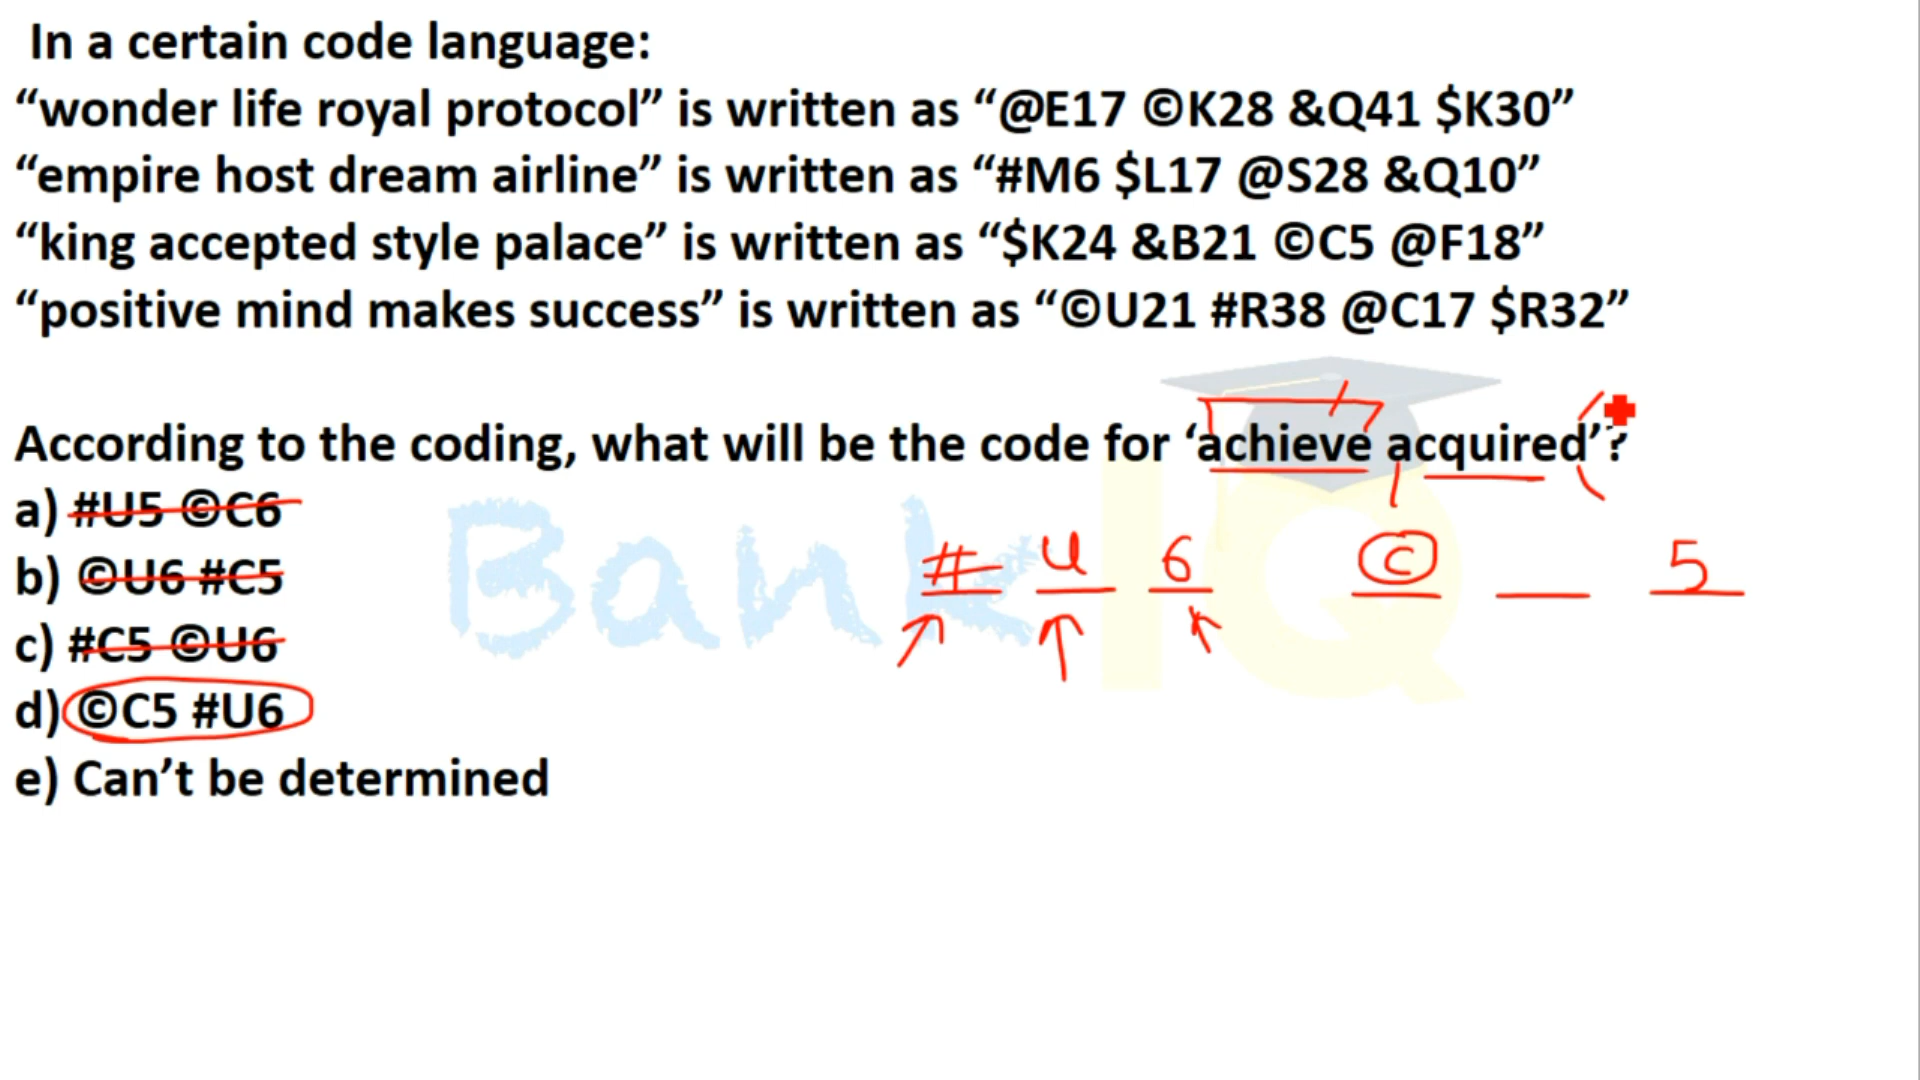 In a certain code language:
“wonder life royal protocol” is written as “@E17 ©K28 &Q41 $K30”
“empire host dream airline” is written as “#M6 $L17 @S28 &Q10”
“king accepted style palace” is written as “$K24 &B21 ©C5 @F18”
“positive mind makes success” is written as “©U21 #R38 @C17 $R32”
According to the coding, what will be the code for ‘achieve acquired’?
a) #U5 ©C6
b) ©U6 #C5
c) #C5 ©U6
d) ©C5 #U6
e) Can’t be determined
# U 6 © 5
Bank IQ